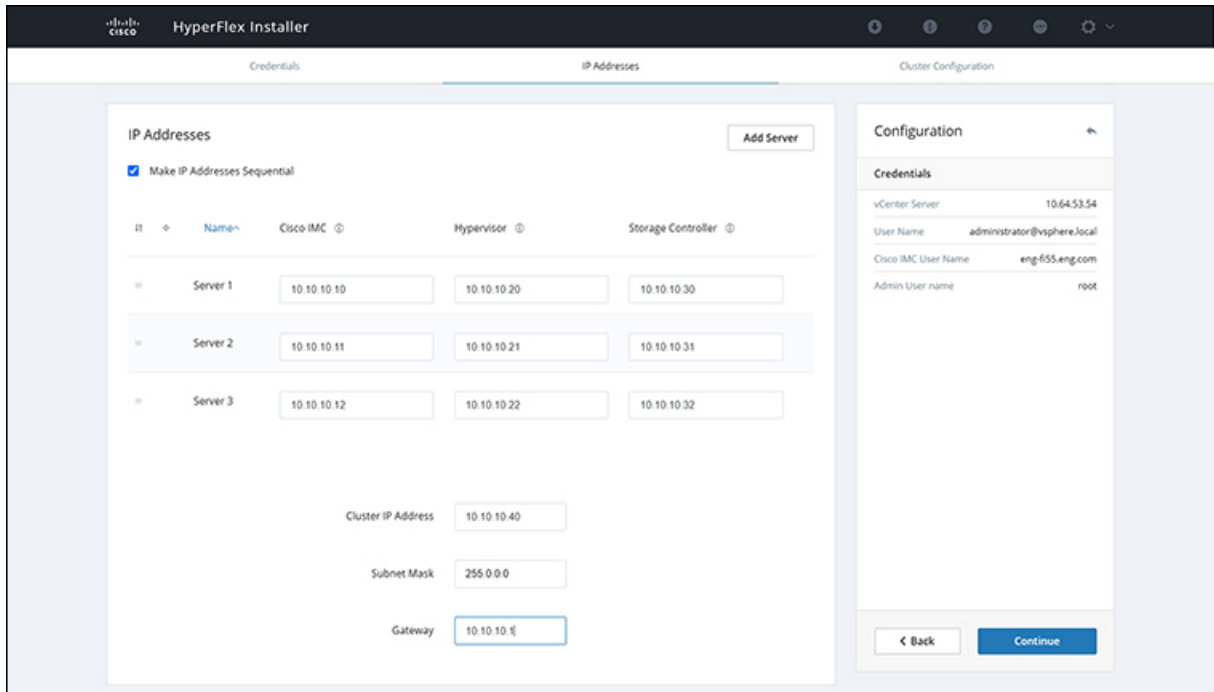 CISCO HyperFlex Installer
Credentials IP Addresses Cluster Configuration
IP Addresses
Add Server
Make IP Addresses Sequential
Name Cisco IMC Hypervisor Storage Controller
Server 1 10.10.10.10 10.10.10.20 10.10.10.30
Server 2 10.10.10.11 10.10.10.21 10.10.10.31
Server 3 10.10.10.12 10.10.10.22 10.10.10.32
Cluster IP Address 10.10.10.40
Subnet Mask 255.0.0.0
Gateway 10.10.10.1
Configuration
Credentials
vCenter Server 10.64.53.54
User Name administrator@vsphere.local
Cisco IMC User Name eng-fi55.eng.com
Admin User name root
< Back Continue